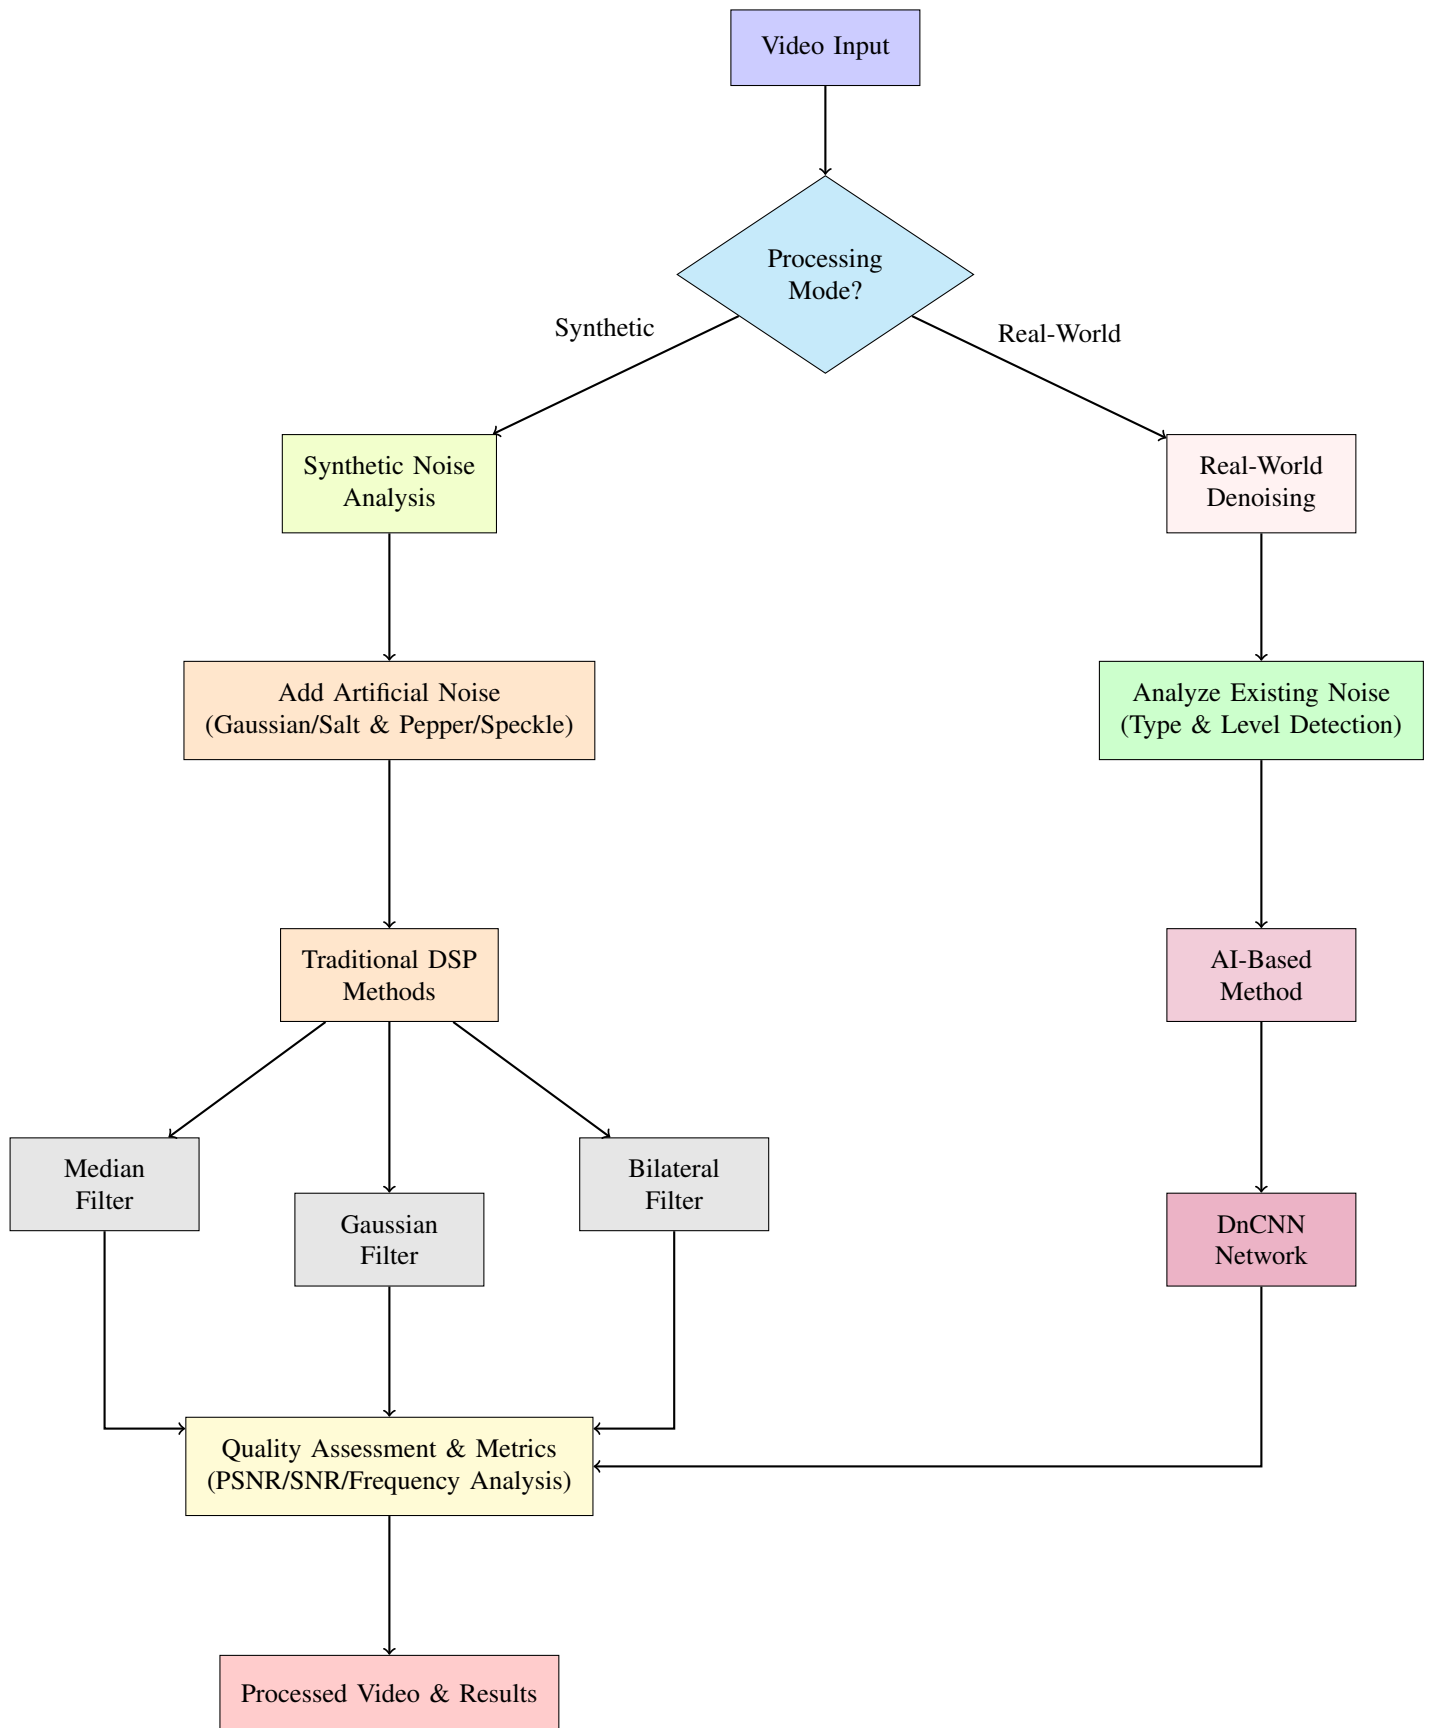 Video Input
Processing
Mode?
Synthetic
Real-World
Synthetic Noise
Analysis
Real-World
Denoising
Add Artificial Noise
(Gaussian/Salt & Pepper/Speckle)
Analyze Existing Noise
(Type & Level Detection)
Traditional DSP
Methods
AI-Based
Method
Median
Filter
Gaussian
Filter
Bilateral
Filter
DnCNN
Network
Quality Assessment & Metrics
(PSNR/SNR/Frequency Analysis)
Processed Video & Results